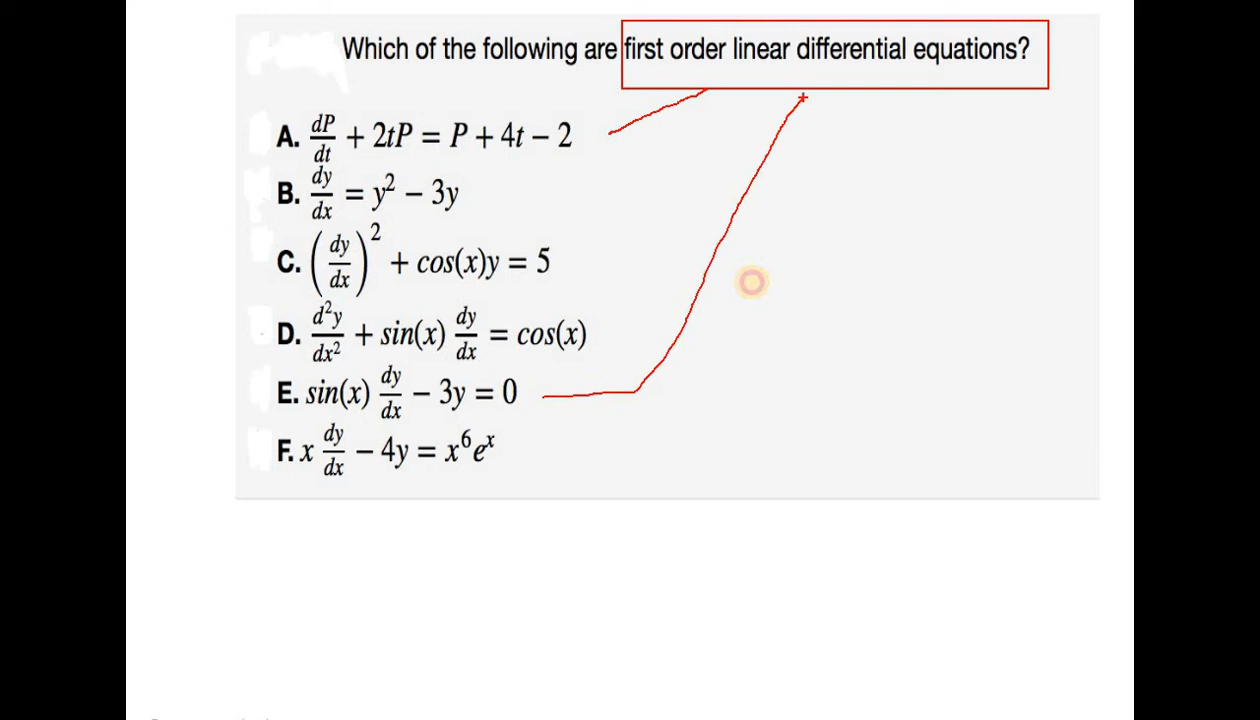 Which of the following are first order linear differential equations?
A. dP/dt + 2tP = P + 4t − 2
B. dy/dx = y² − 3y
C. (dy/dx)² + cos(x)y = 5
D. d²y/dx² + sin(x) dy/dx = cos(x)
E. sin(x) dy/dx − 3y = 0
F. x dy/dx − 4y = x⁶eˣ